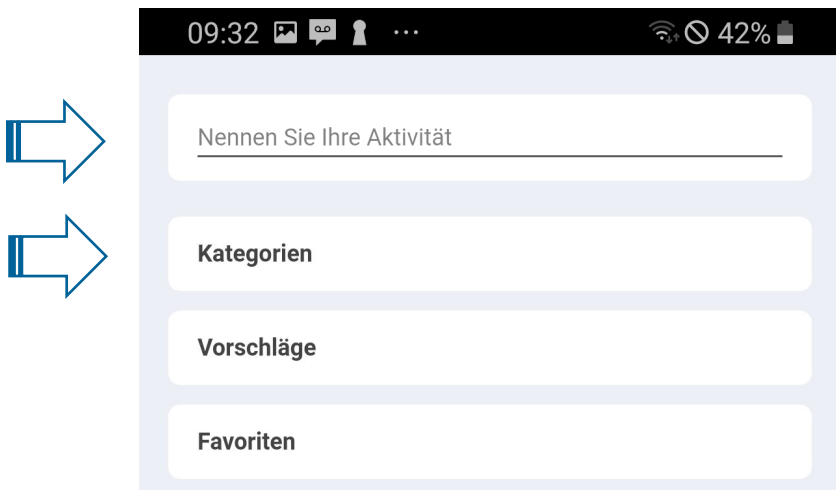 09:32 ... 42%
Nennen Sie Ihre Aktivität
Kategorien
Vorschläge
Favoriten